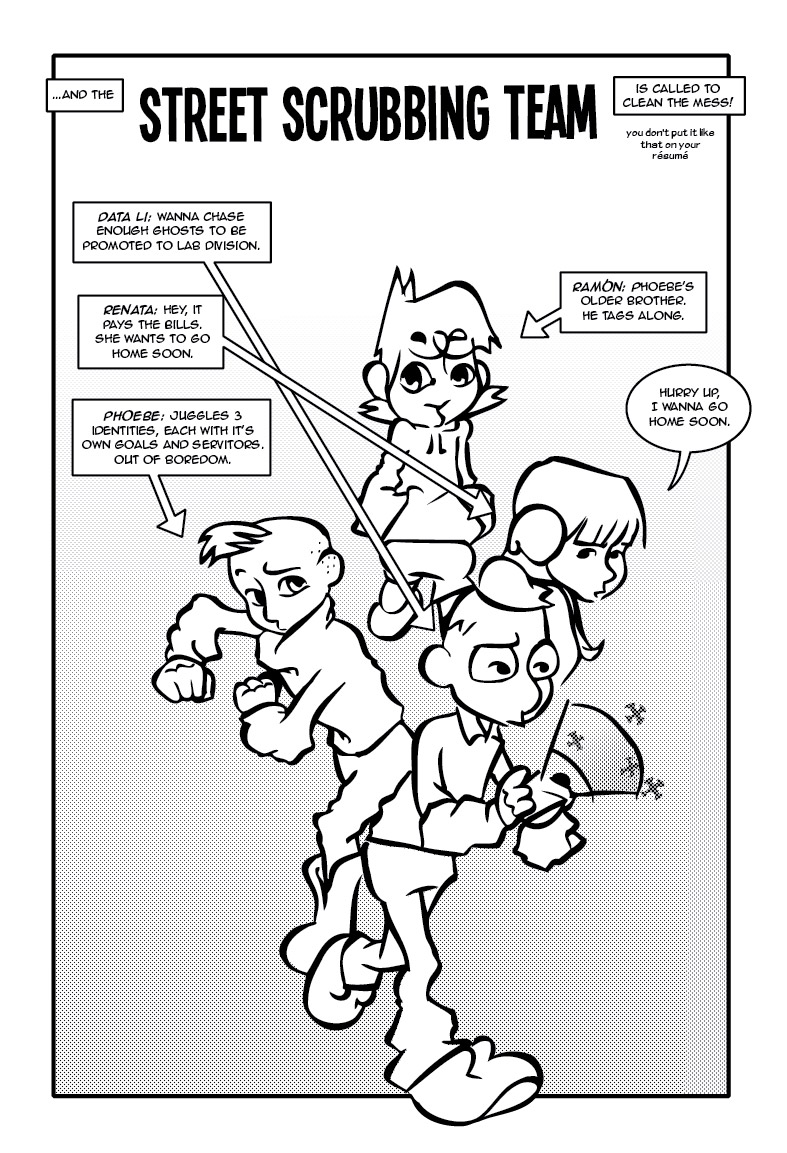 ...AND THE
STREET SCRUBBING TEAM
IS CALLED TO
CLEAN THE MESS!
you don't put it like
that on your
résumé
DATA LI: WANNA CHASE
ENOUGH GHOSTS TO BE
PROMOTED TO LAB DIVISION.
RENATA: HEY, IT
PAYS THE BILLS.
SHE WANTS TO GO
HOME SOON.
RAMÓN: PHOEBE'S
OLDER BROTHER.
HE TAGS ALONG.
HURRY UP,
I WANNA GO
HOME SOON.
PHOEBE: JUGGLES 3
IDENTITIES, EACH WITH IT'S
OWN GOALS AND SERVITORS.
OUT OF BOREDOM.